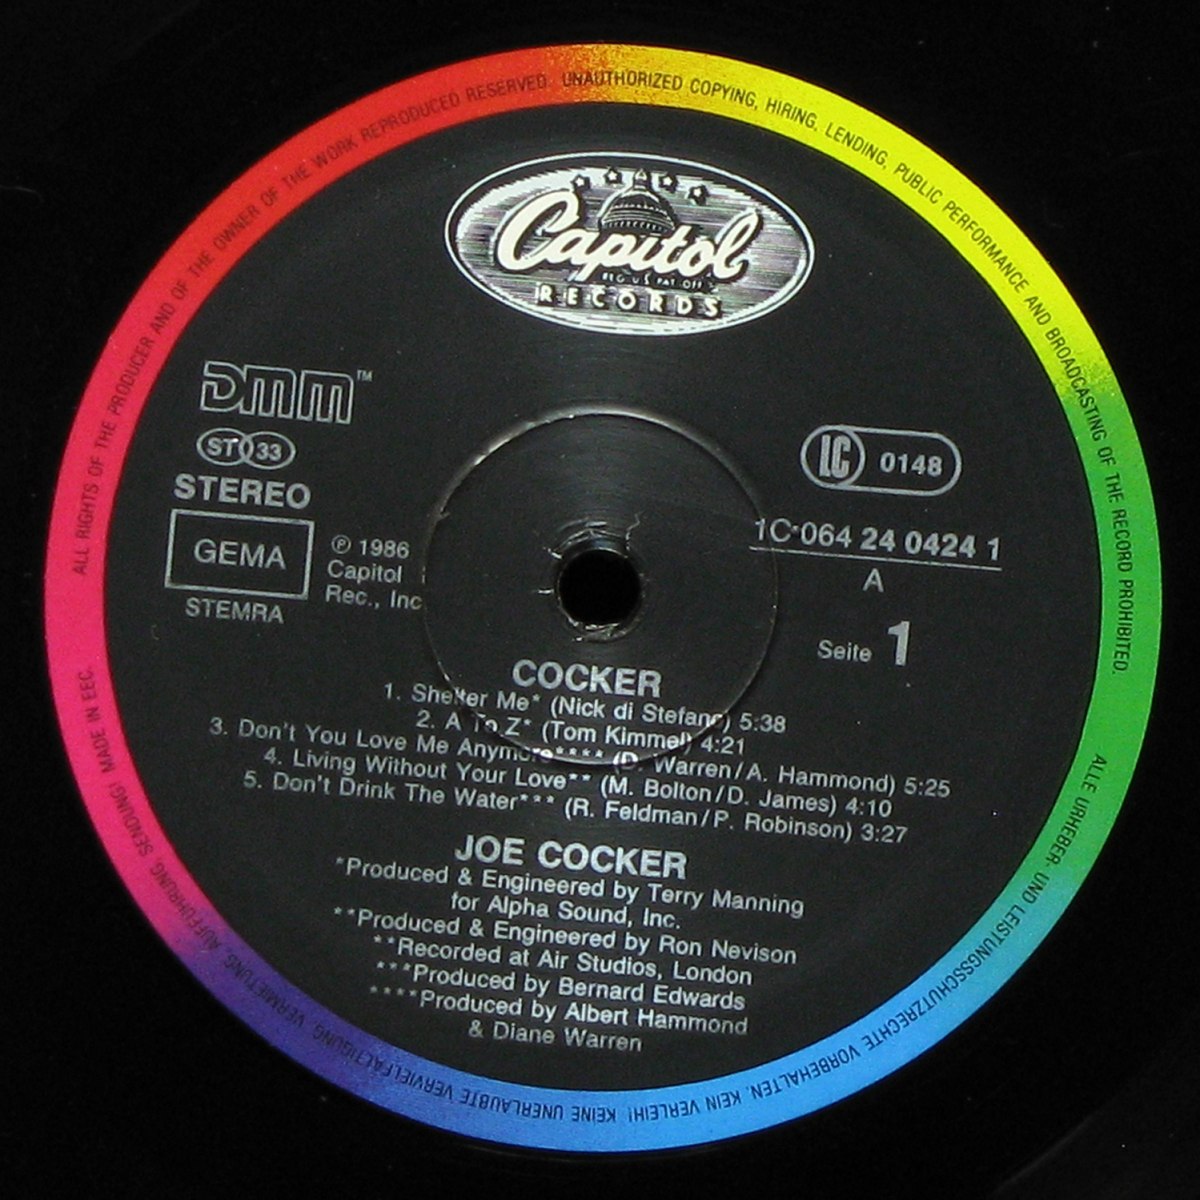 ALL RIGHTS OF THE PRODUCER AND OF THE OWNER OF THE WORK REPRODUCED RESERVED. UNAUTHORIZED COPYING, HIRING, LENDING, PUBLIC PERFORMANCE AND BROADCASTING OF THE RECORD PROHIBITED.
Capitol
REG·US PAT·OFF
RECORDS
DMM™
ST 33
STEREO
GEMA
STEMRA
℗ 1986
Capitol
Rec., Inc
LC 0148
1C 064 24 0424 1
A
Seite 1
COCKER
1. Shelter Me* (Nick di Stefano) 5:38
2. A To Z* (Tom Kimmel) 4:21
3. Don't You Love Me Anymore**** (D. Warren/A. Hammond) 5:25
4. Living Without Your Love** (M. Bolton/D. James) 4:10
5. Don't Drink The Water*** (R. Feldman/P. Robinson) 3:27
JOE COCKER
*Produced & Engineered by Terry Manning
for Alpha Sound, Inc.
**Produced & Engineered by Ron Nevison
**Recorded at Air Studios, London
***Produced by Bernard Edwards
****Produced by Albert Hammond
& Diane Warren
ALLE URHEBER- UND LEISTUNGSSCHUTZRECHTE VORBEHALTEN. KEIN VERLEIH! KEINE UNERLAUBTE VERVIELFÄLTIGUNG, VERMIETUNG, AUFFÜHRUNG, SENDUNG! MADE IN EEC.